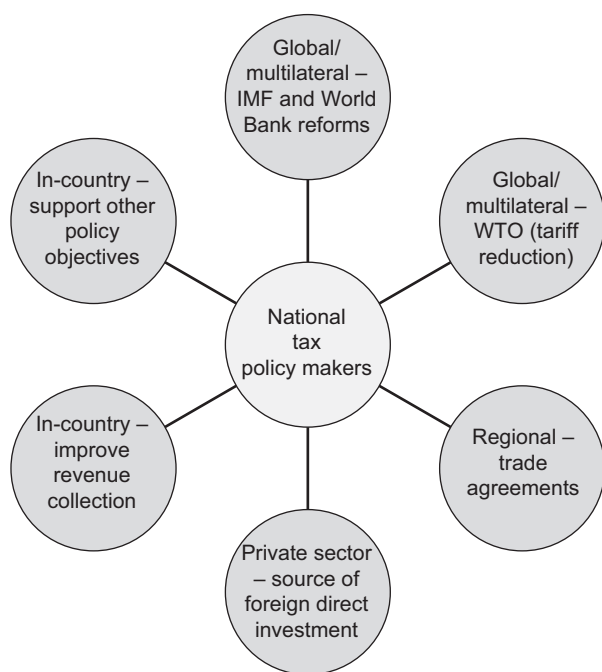 Global/
multilateral –
IMF and World
Bank reforms
In-country –
support other
policy
objectives
Global/
multilateral –
WTO (tariff
reduction)
National
tax
policy makers
In-country –
improve
revenue
collection
Regional –
trade
agreements
Private sector
– source of
foreign direct
investment